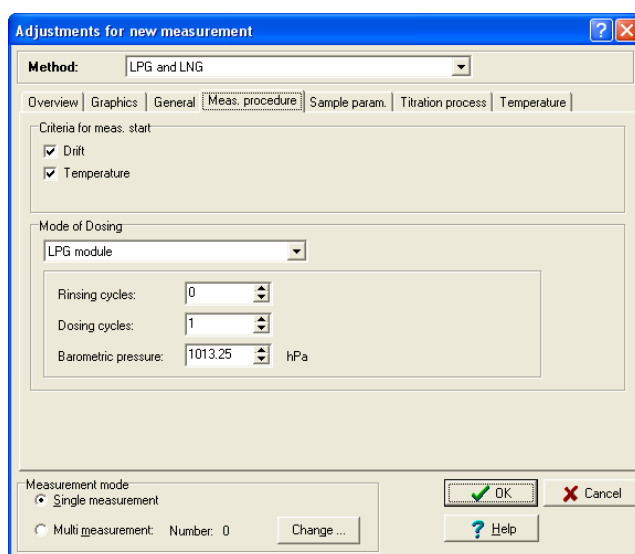 Adjustments for new measurement
Method: LPG and LNG
Overview Graphics General Meas. procedure Sample param. Titration process Temperature
Criteria for meas. start
Drift
Temperature
Mode of Dosing
LPG module
Rinsing cycles: 0
Dosing cycles: 1
Barometric pressure: 1013.25 hPa
Measurement mode
Single measurement
Multi measurement: Number: 0 Change ...
OK Cancel
? Help